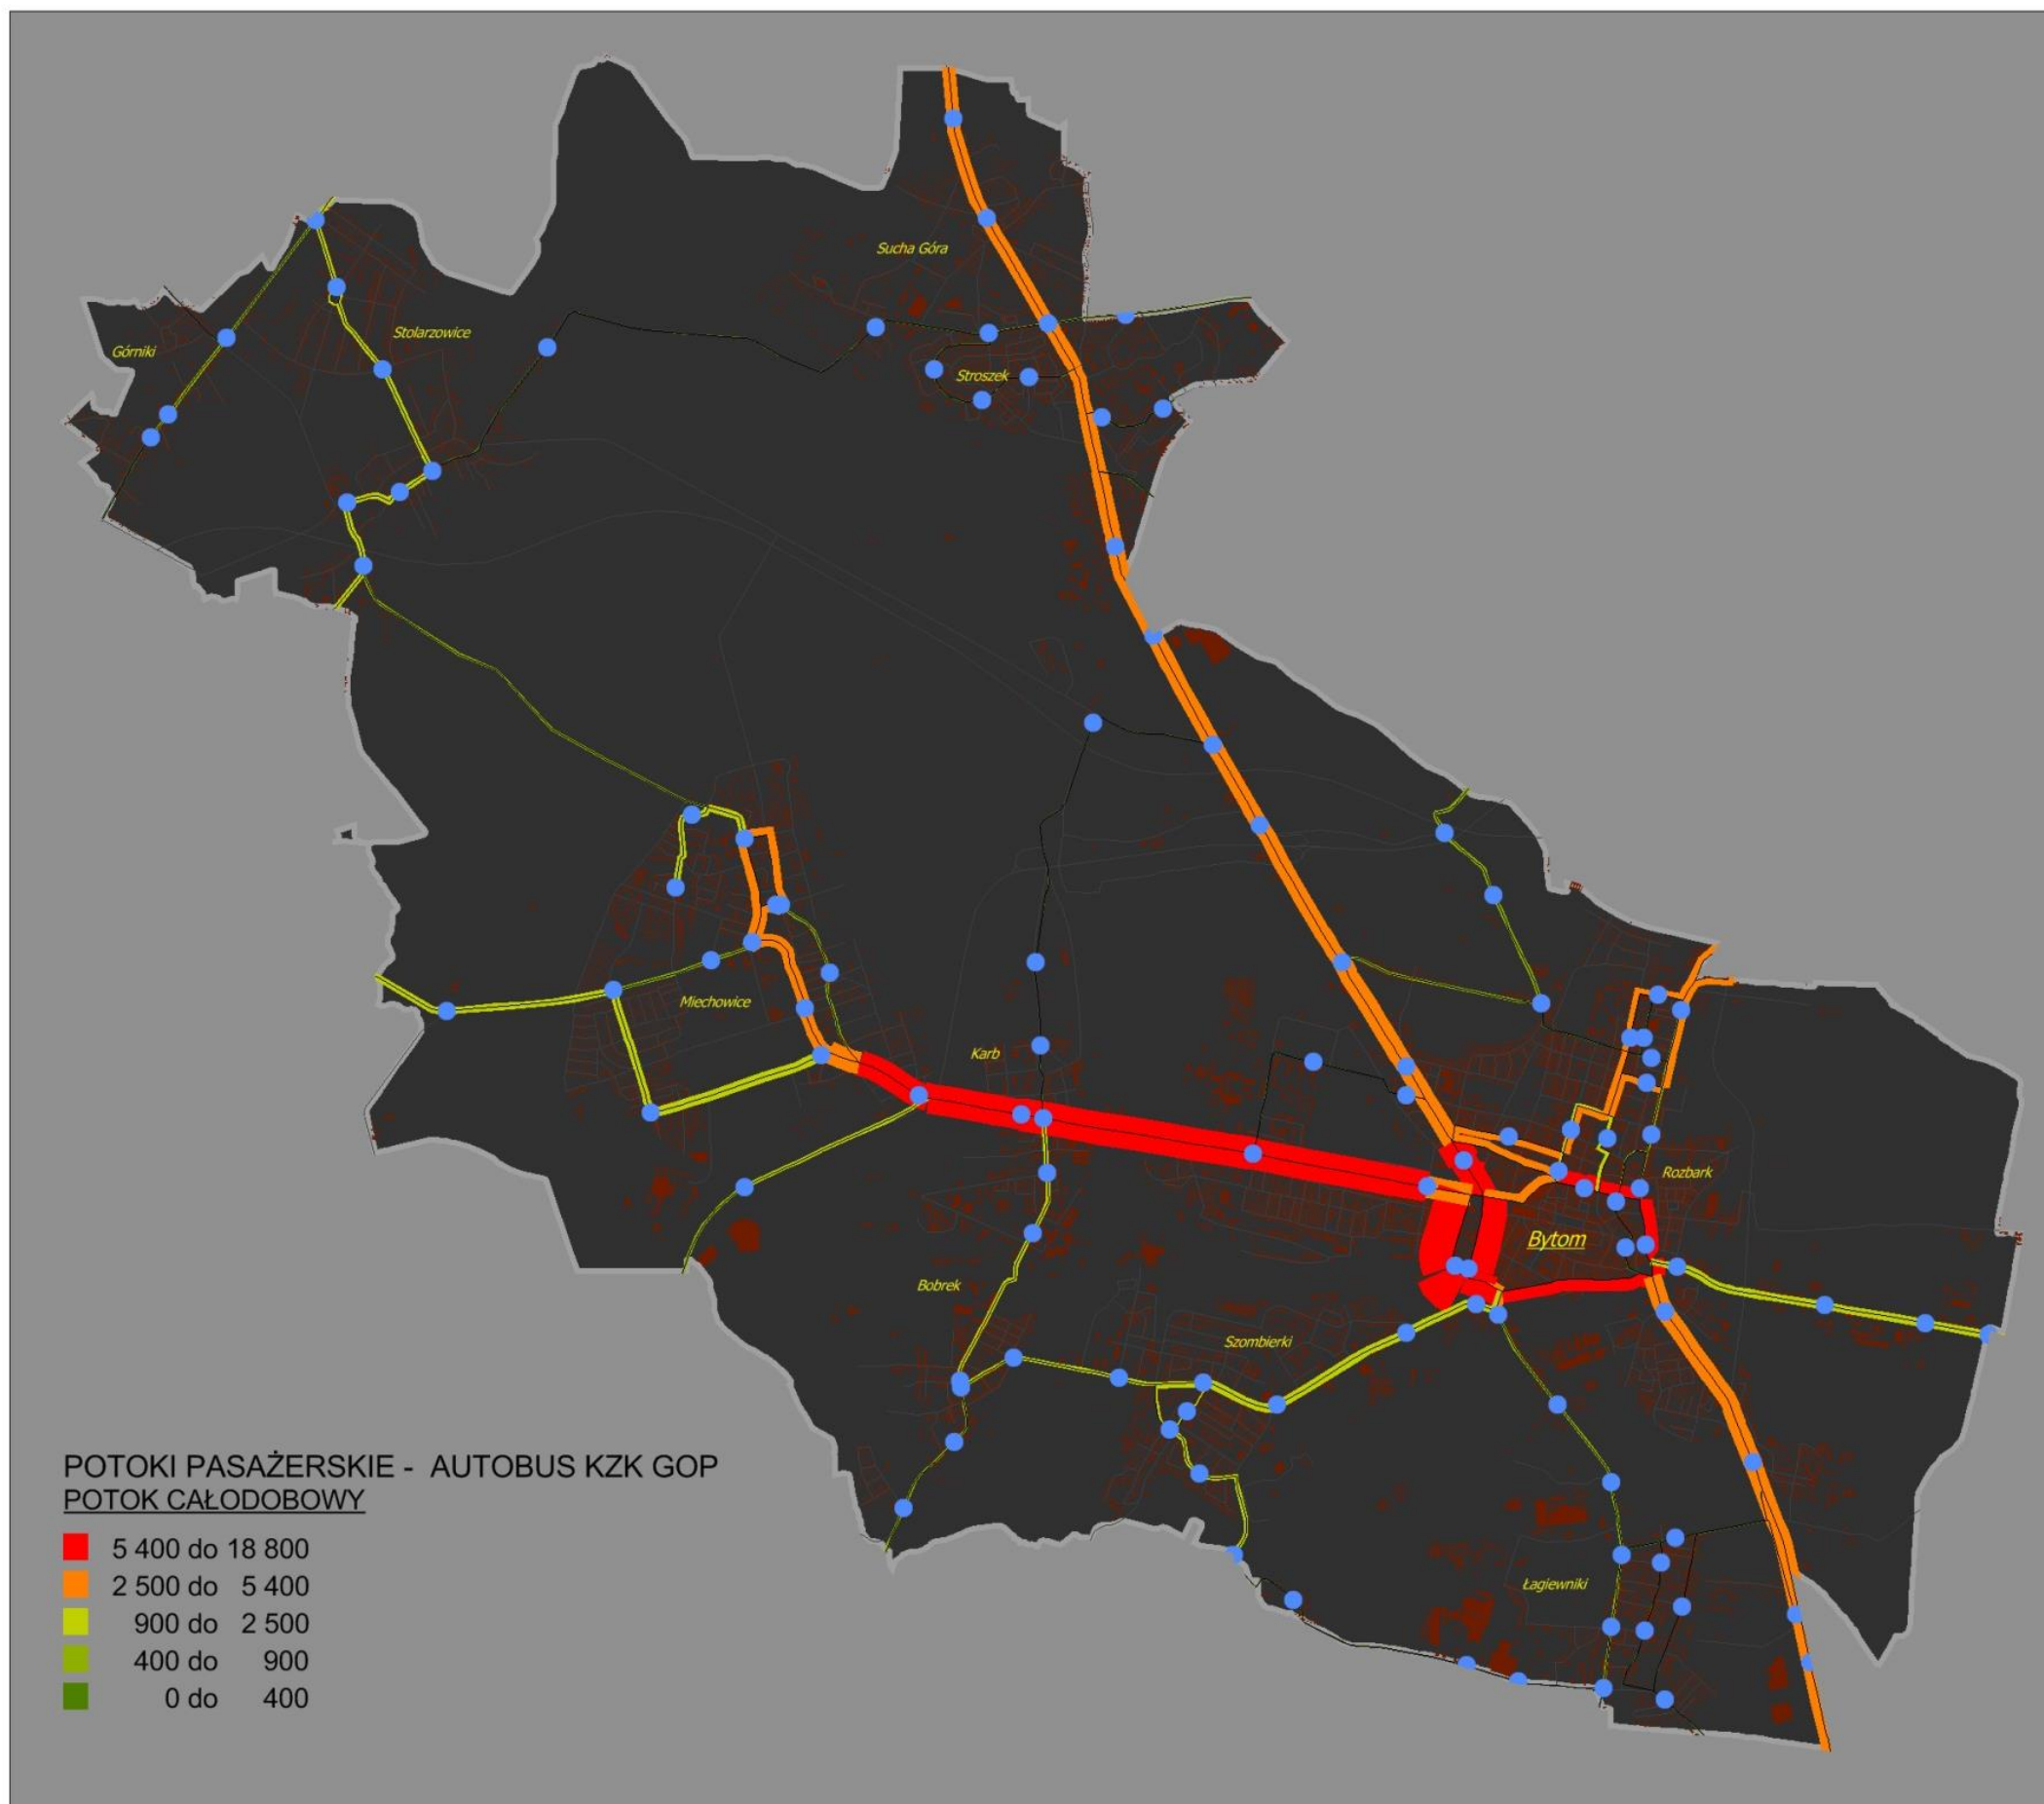 Sucha Góra
Stolarzowice
Górniki
Stroszek
Miechowice
Karb
Rozbark
Bytom
Bobrek
Szombierki
Łagiewniki
POTOKI PASAŻERSKIE - AUTOBUS KZK GOP
POTOK CAŁODOBOWY
5 400 do 18 800
2 500 do 5 400
900 do 2 500
400 do 900
0 do 400